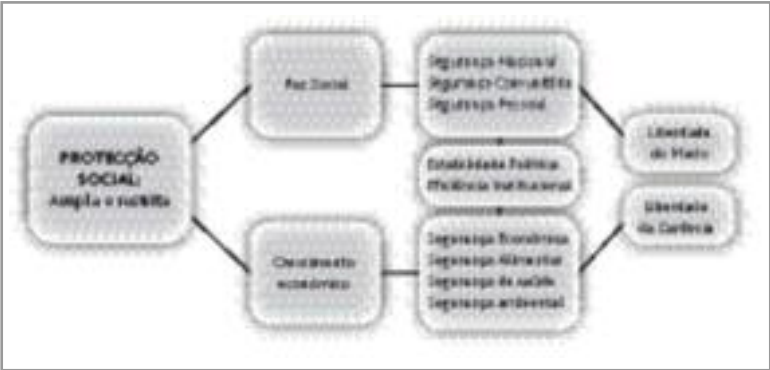 PROTECÇÃO
SOCIAL:
Ampla e
Paz Social
Crescimento
económico
Segurança Nacional
Segurança Comunitária
Segurança Pessoal
Estabilidade Política
Eficiência Institucional
Segurança Económica
Segurança Alimentar
Segurança de saúde
Segurança ambiental
Liberdade
do Medo
Liberdade
da Carência